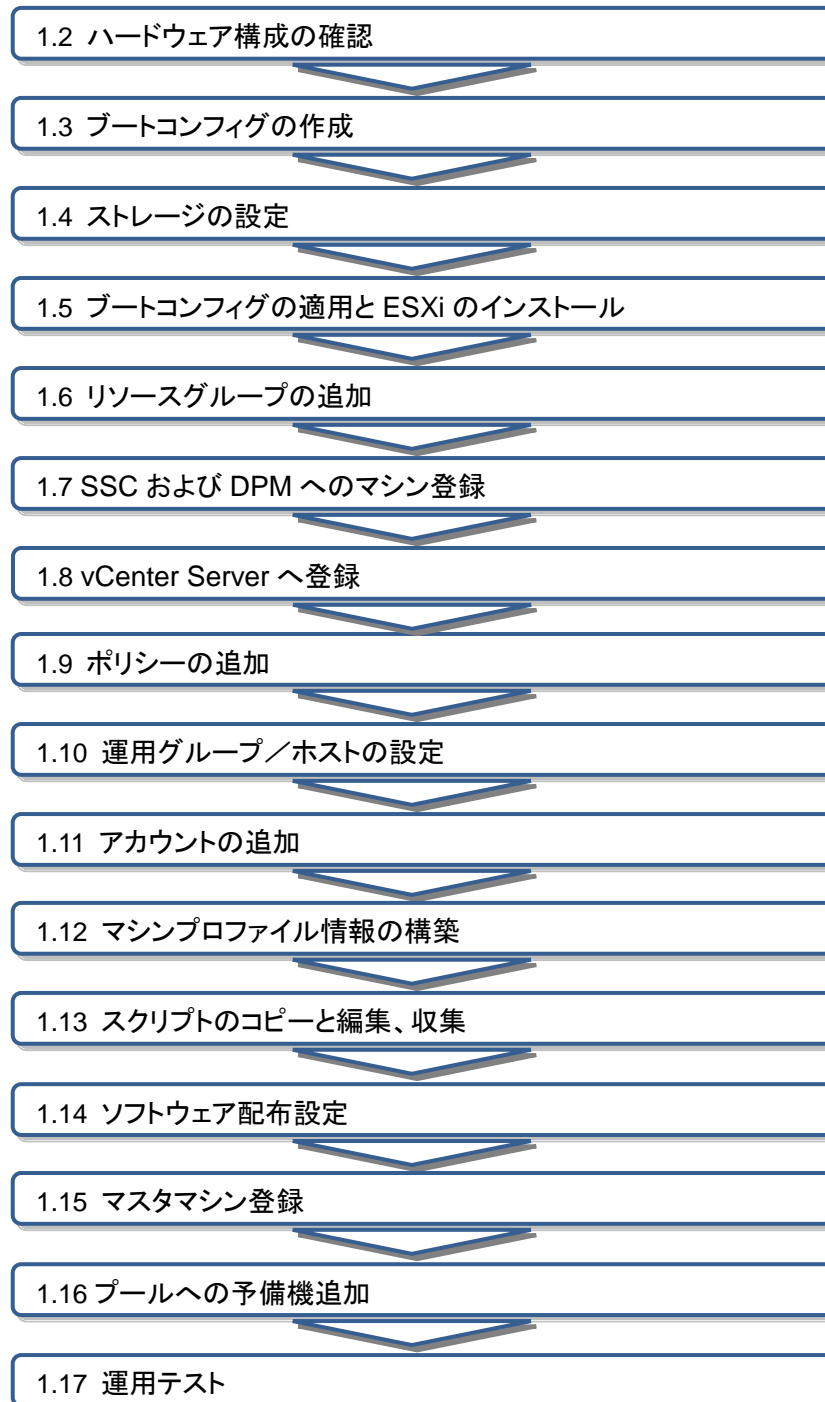 1.2 ハードウェア構成の確認
1.3 ブートコンフィグの作成
1.4 ストレージの設定
1.5 ブートコンフィグの適用と ESXi のインストール
1.6 リソースグループの追加
1.7 SSC および DPM へのマシン登録
1.8 vCenter Server へ登録
1.9 ポリシーの追加
1.10 運用グループ／ホストの設定
1.11 アカウントの追加
1.12 マシンプロファイル情報の構築
1.13 スクリプトのコピーと編集、収集
1.14 ソフトウェア配布設定
1.15 マスタマシン登録
1.16 プールへの予備機追加
1.17 運用テスト